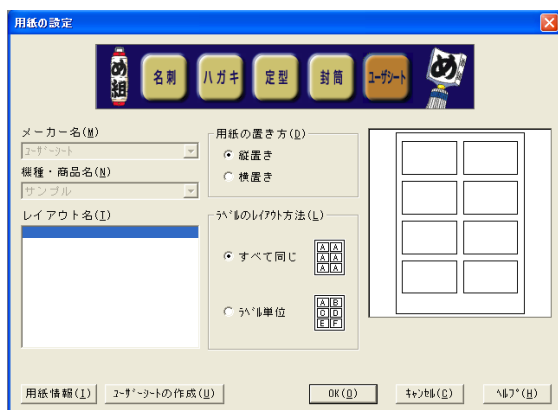 用紙の設定
め組
名刺
ハガキ
定型
封筒
ユーザシート
め
メーカー名(M)
ユーザーシート
機種・商品名(N)
サンプル
レイアウト名(I)
用紙の置き方(D)
縦置き
横置き
ラベルのレイアウト方法(L)
すべて同じ
A A
A A
A A
ラベル単位
A B
C D
E F
用紙情報(I)
ユーザーシートの作成(U)
OK(O)
キャンセル(C)
ヘルプ(H)